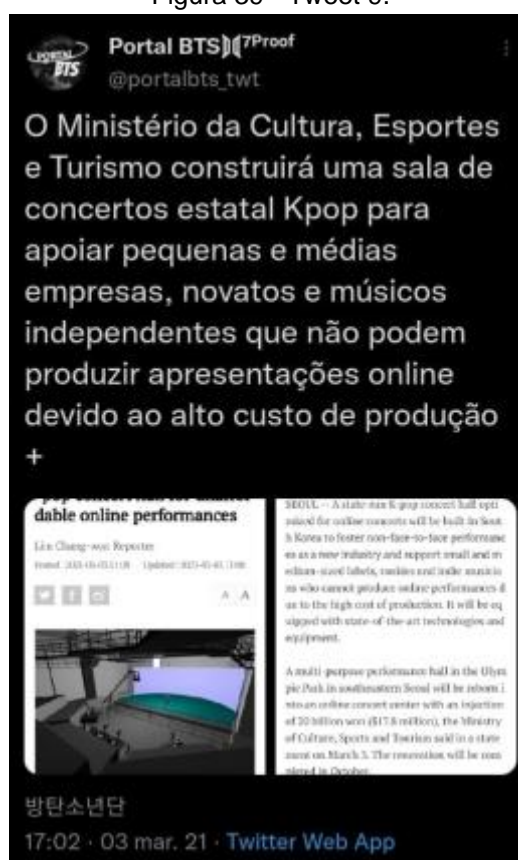 Portal BTS 7Proof
@portalbts_twt
O Ministério da Cultura, Esportes
e Turismo construirá uma sala de
concertos estatal Kpop para
apoiar pequenas e médias
empresas, novatos e músicos
independentes que não podem
produzir apresentações online
devido ao alto custo de produção
+
dable online performances
Reporter
A A
SEOUL -- A state-run K-pop concert hall opti
mized for online concerts will be built in Sout
h Korea to foster non-face-to-face performanc
es as a new industry and support small and m
edium-sized labels, rookies and indie musicia
ns who cannot produce online performances d
ue to the high cost of production. It will be eq
uipped with state-of-the-art technologies and
equipment.
A multi-purpose performance hall in the Olym
pic Park in southeastern Seoul will be reborn i
nto an online concert center with an injection
of 20 billion won ($17.8 million), the Ministry
of Culture, Sports and Tourism said in a state
ment on March 3. The renovation will be com
pleted in October.
방탄소년단
17:02 · 03 mar. 21 · Twitter Web App